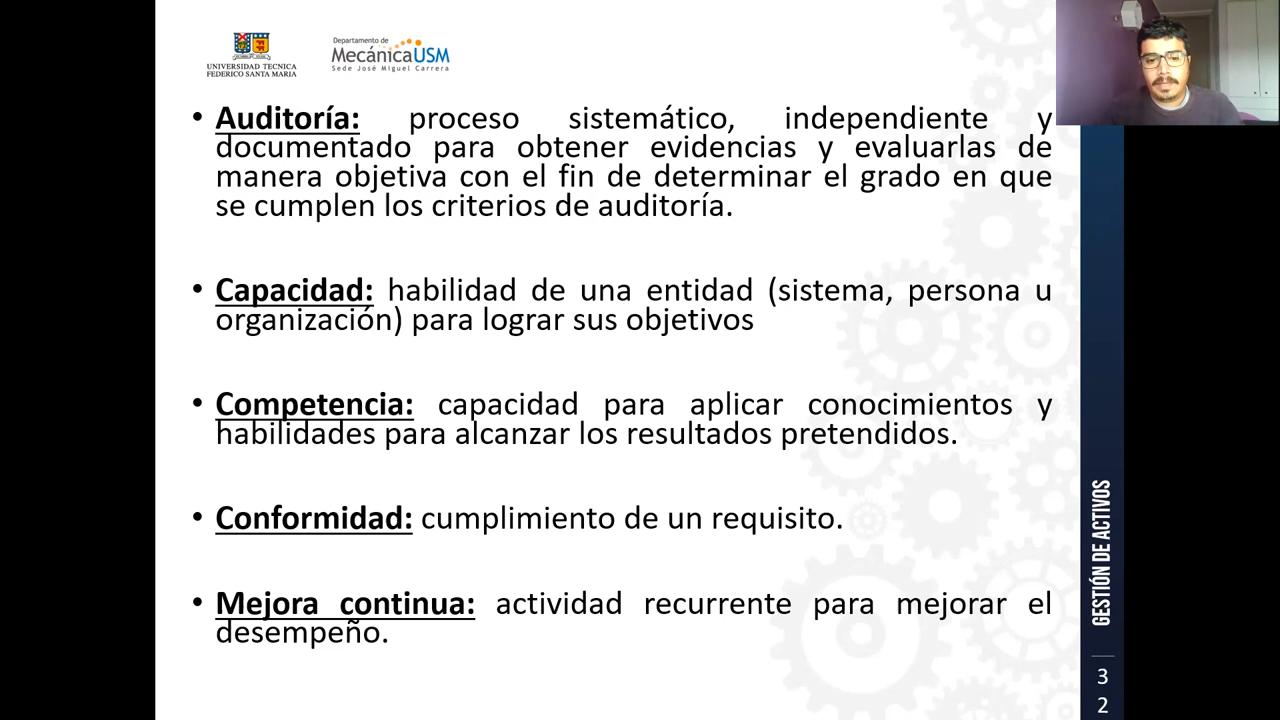 UNIVERSIDAD TECNICA
FEDERICO SANTA MARIA
Departamento de
MecánicaUSM
Sede José Miguel Carrera
• Auditoría: proceso sistemático, independiente y
documentado para obtener evidencias y evaluarlas de
manera objetiva con el fin de determinar el grado en que
se cumplen los criterios de auditoría.
• Capacidad: habilidad de una entidad (sistema, persona u
organización) para lograr sus objetivos
• Competencia: capacidad para aplicar conocimientos y
habilidades para alcanzar los resultados pretendidos.
• Conformidad: cumplimiento de un requisito.
• Mejora continua: actividad recurrente para mejorar el
desempeño.
GESTIÓN DE ACTIVOS
3
2